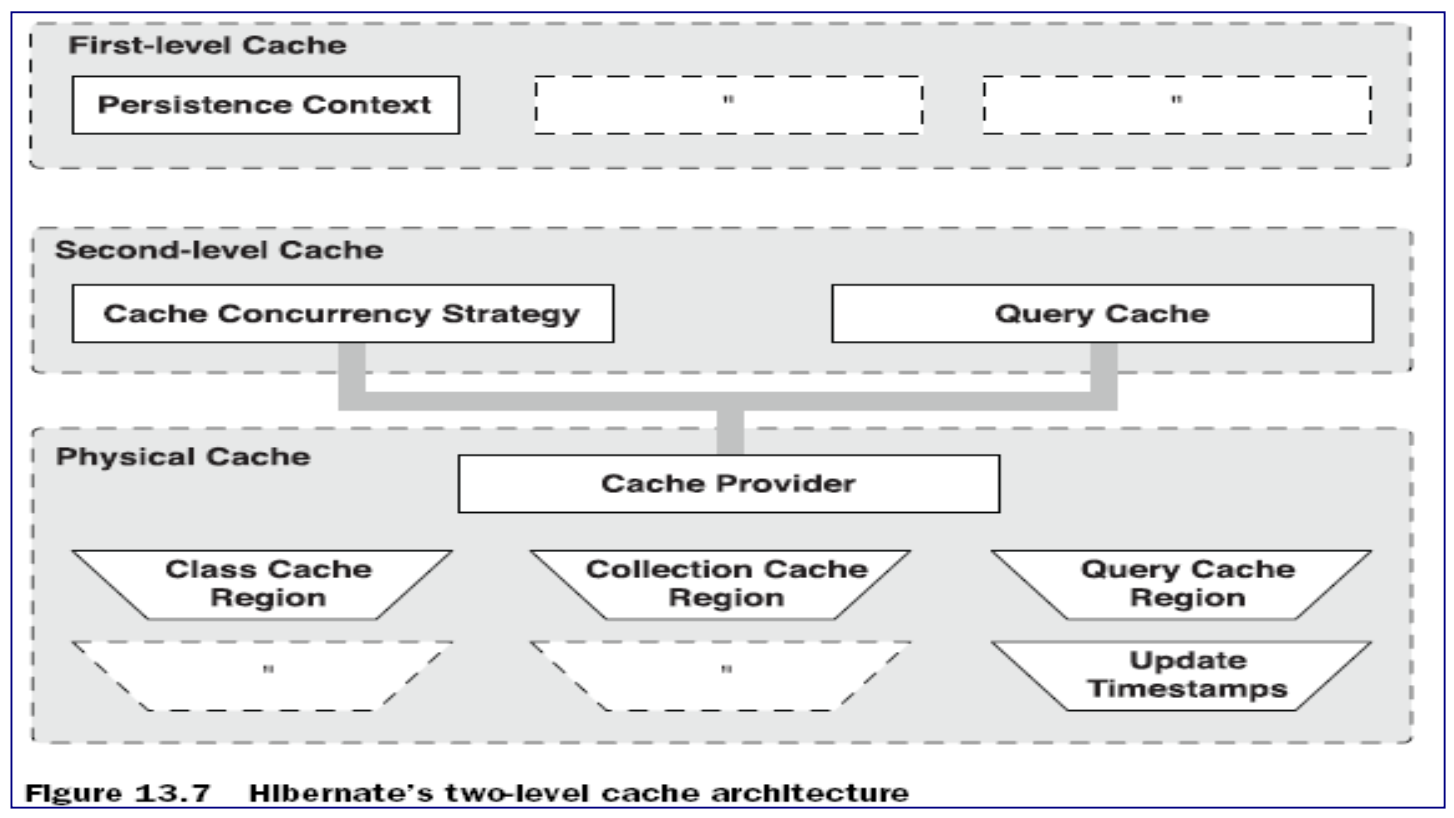 First-level Cache
Persistence Context
"
"
Second-level Cache
Cache Concurrency Strategy
Query Cache
Physical Cache
Cache Provider
Class Cache
Region
Collection Cache
Region
Query Cache
Region
"
"
Update
Timestamps
Figure 13.7 Hibernate's two-level cache architecture